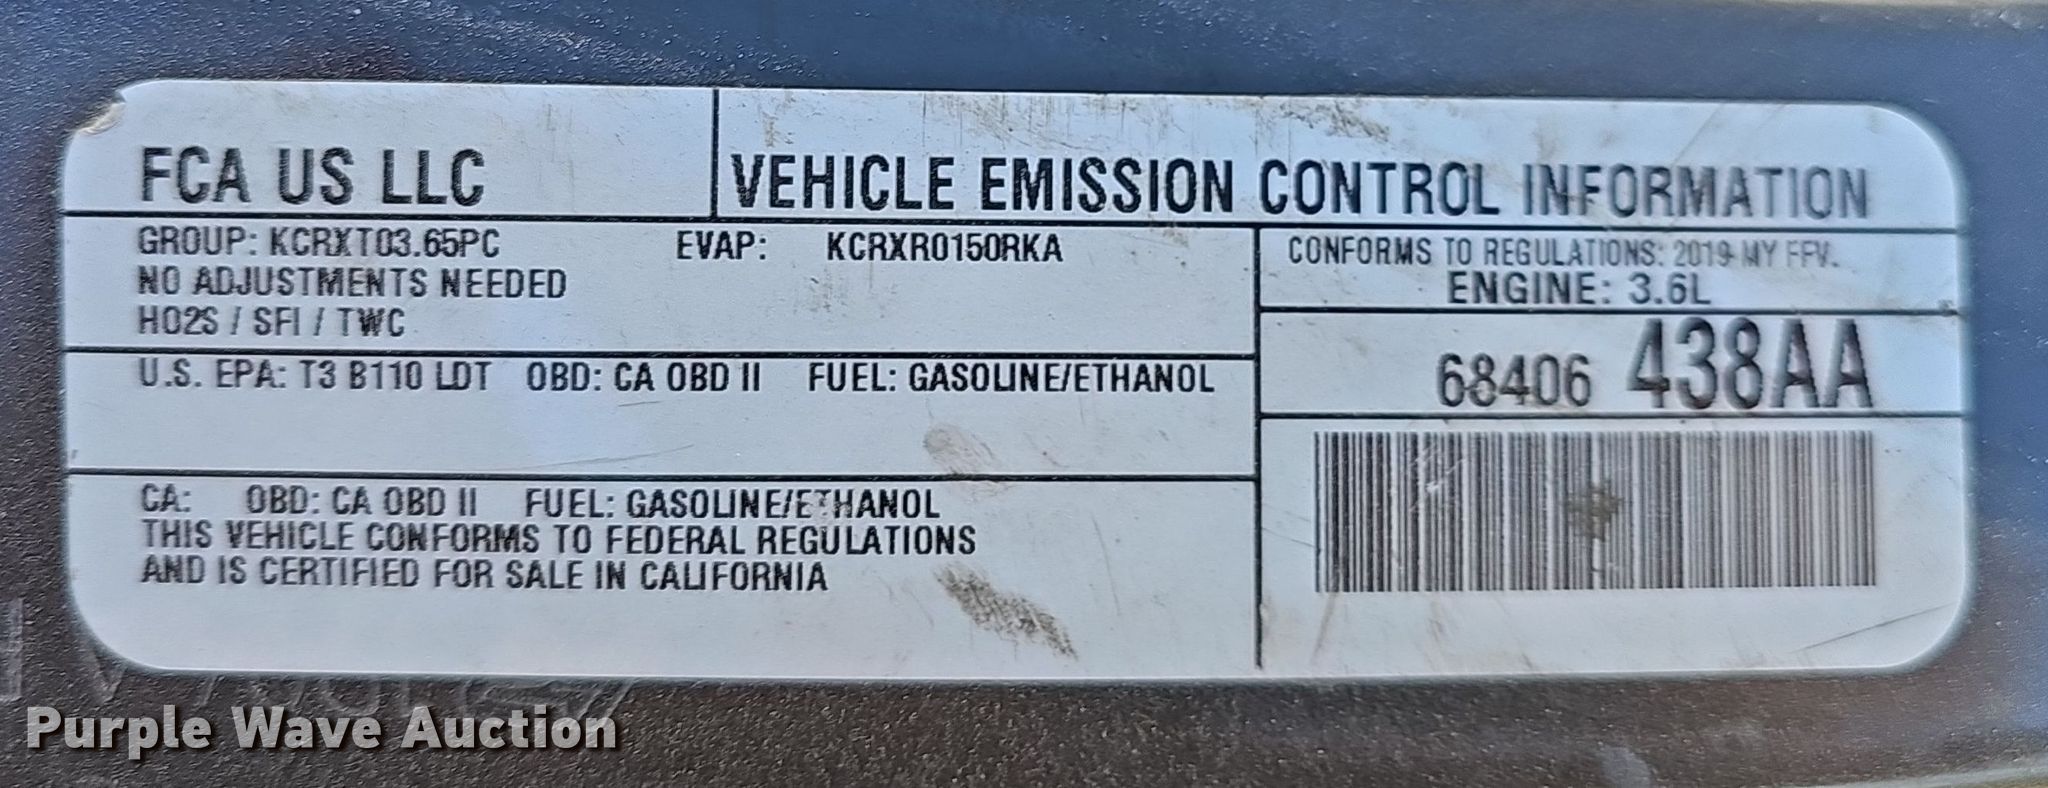 FCA US LLC
VEHICLE EMISSION CONTROL INFORMATION
GROUP: KCRXT03.65PC EVAP: KCRXR0150RKA
NO ADJUSTMENTS NEEDED
HO2S / SFI / TWC
CONFORMS TO REGULATIONS: 2019 MY FFV.
ENGINE: 3.6L
68406 438AA
U.S. EPA: T3 B110 LDT OBD: CA OBD II FUEL: GASOLINE/ETHANOL
CA: OBD: CA OBD II FUEL: GASOLINE/ETHANOL
THIS VEHICLE CONFORMS TO FEDERAL REGULATIONS
AND IS CERTIFIED FOR SALE IN CALIFORNIA
Purple Wave Auction